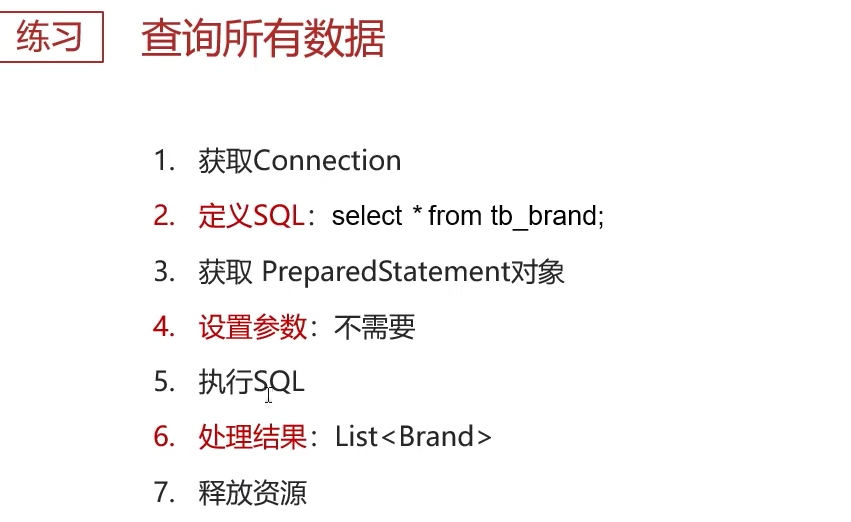 练习
查询所有数据
1. 获取Connection
2. 定义SQL：select * from tb_brand;
3. 获取 PreparedStatement对象
4. 设置参数：不需要
5. 执行SQL
6. 处理结果：List<Brand>
7. 释放资源